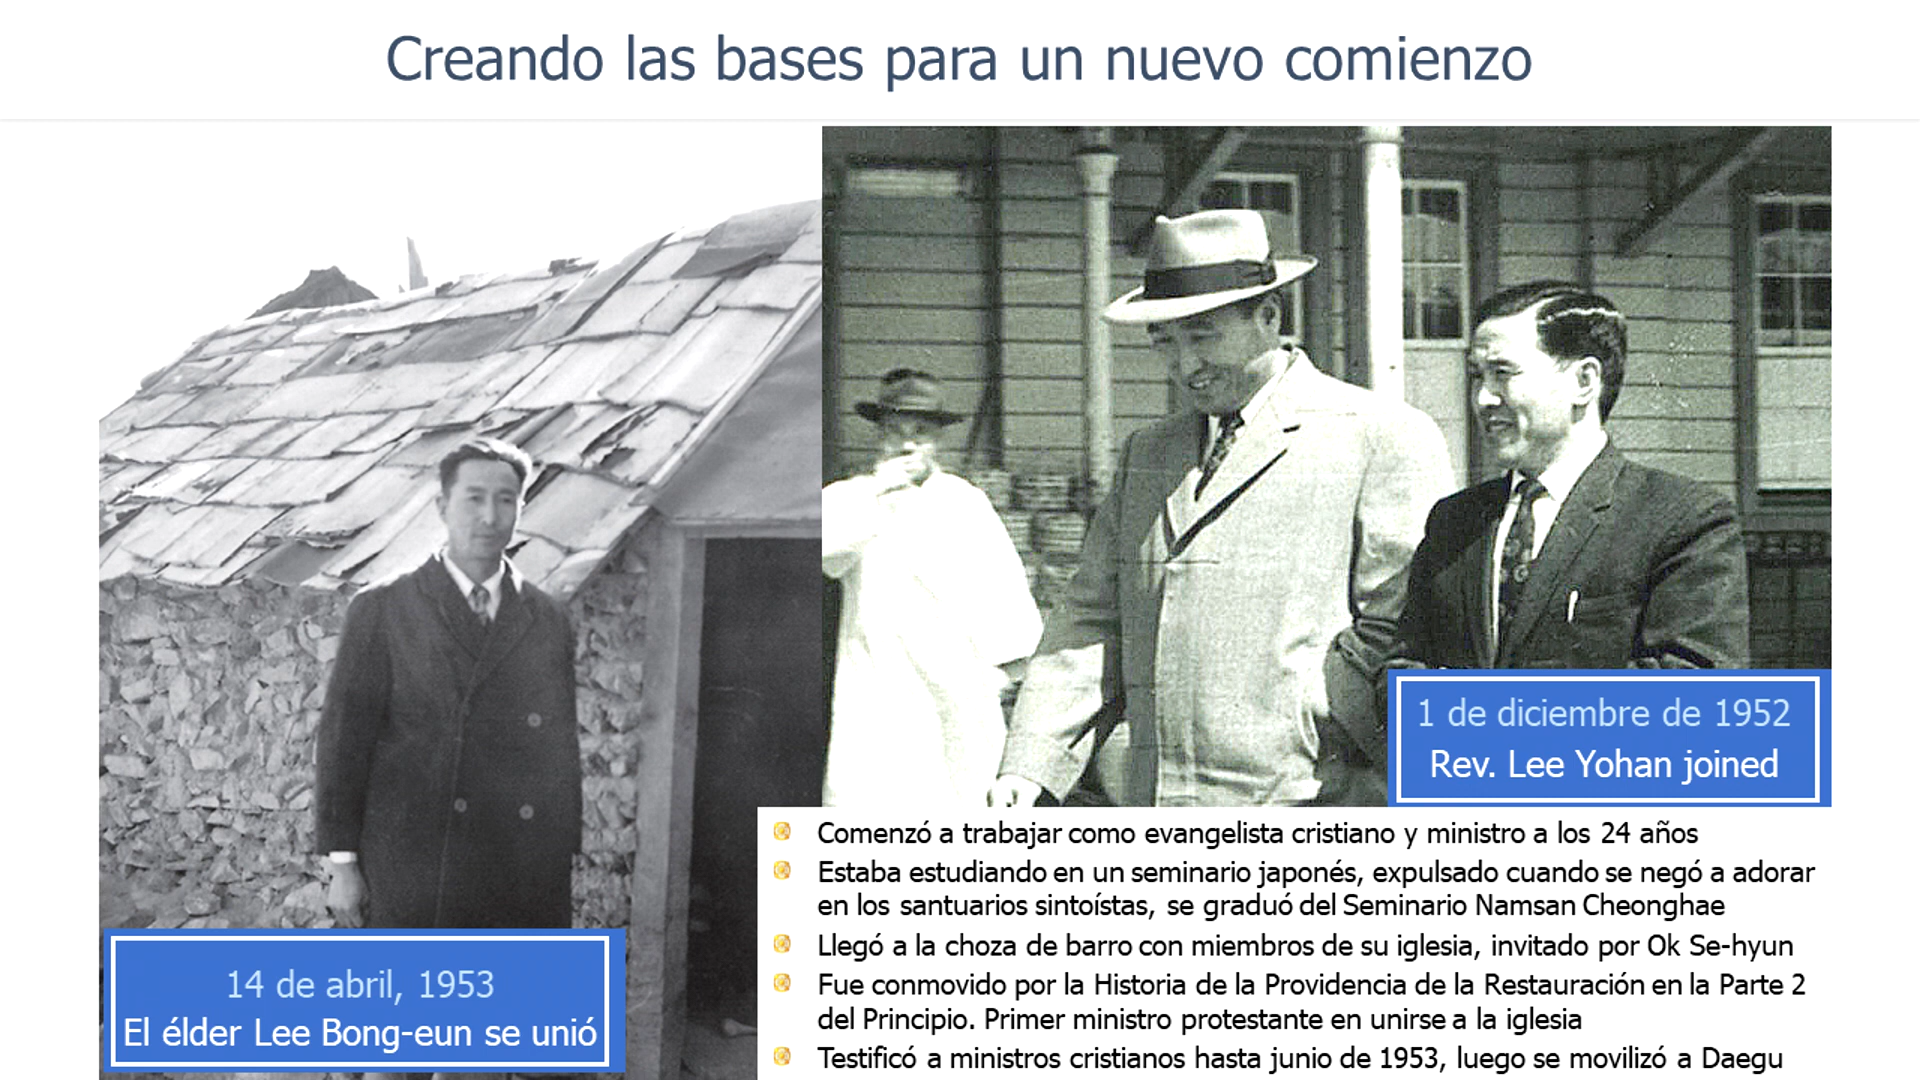 Creando las bases para un nuevo comienzo
1 de diciembre de 1952
Rev. Lee Yohan joined
Comenzó a trabajar como evangelista cristiano y ministro a los 24 años
Estaba estudiando en un seminario japonés, expulsado cuando se negó a adorar
en los santuarios sintoístas, se graduó del Seminario Namsan Cheonghae
Llegó a la choza de barro con miembros de su iglesia, invitado por Ok Se-hyun
Fue conmovido por la Historia de la Providencia de la Restauración en la Parte 2
del Principio. Primer ministro protestante en unirse a la iglesia
Testificó a ministros cristianos hasta junio de 1953, luego se movilizó a Daegu
14 de abril, 1953
El élder Lee Bong-eun se unió